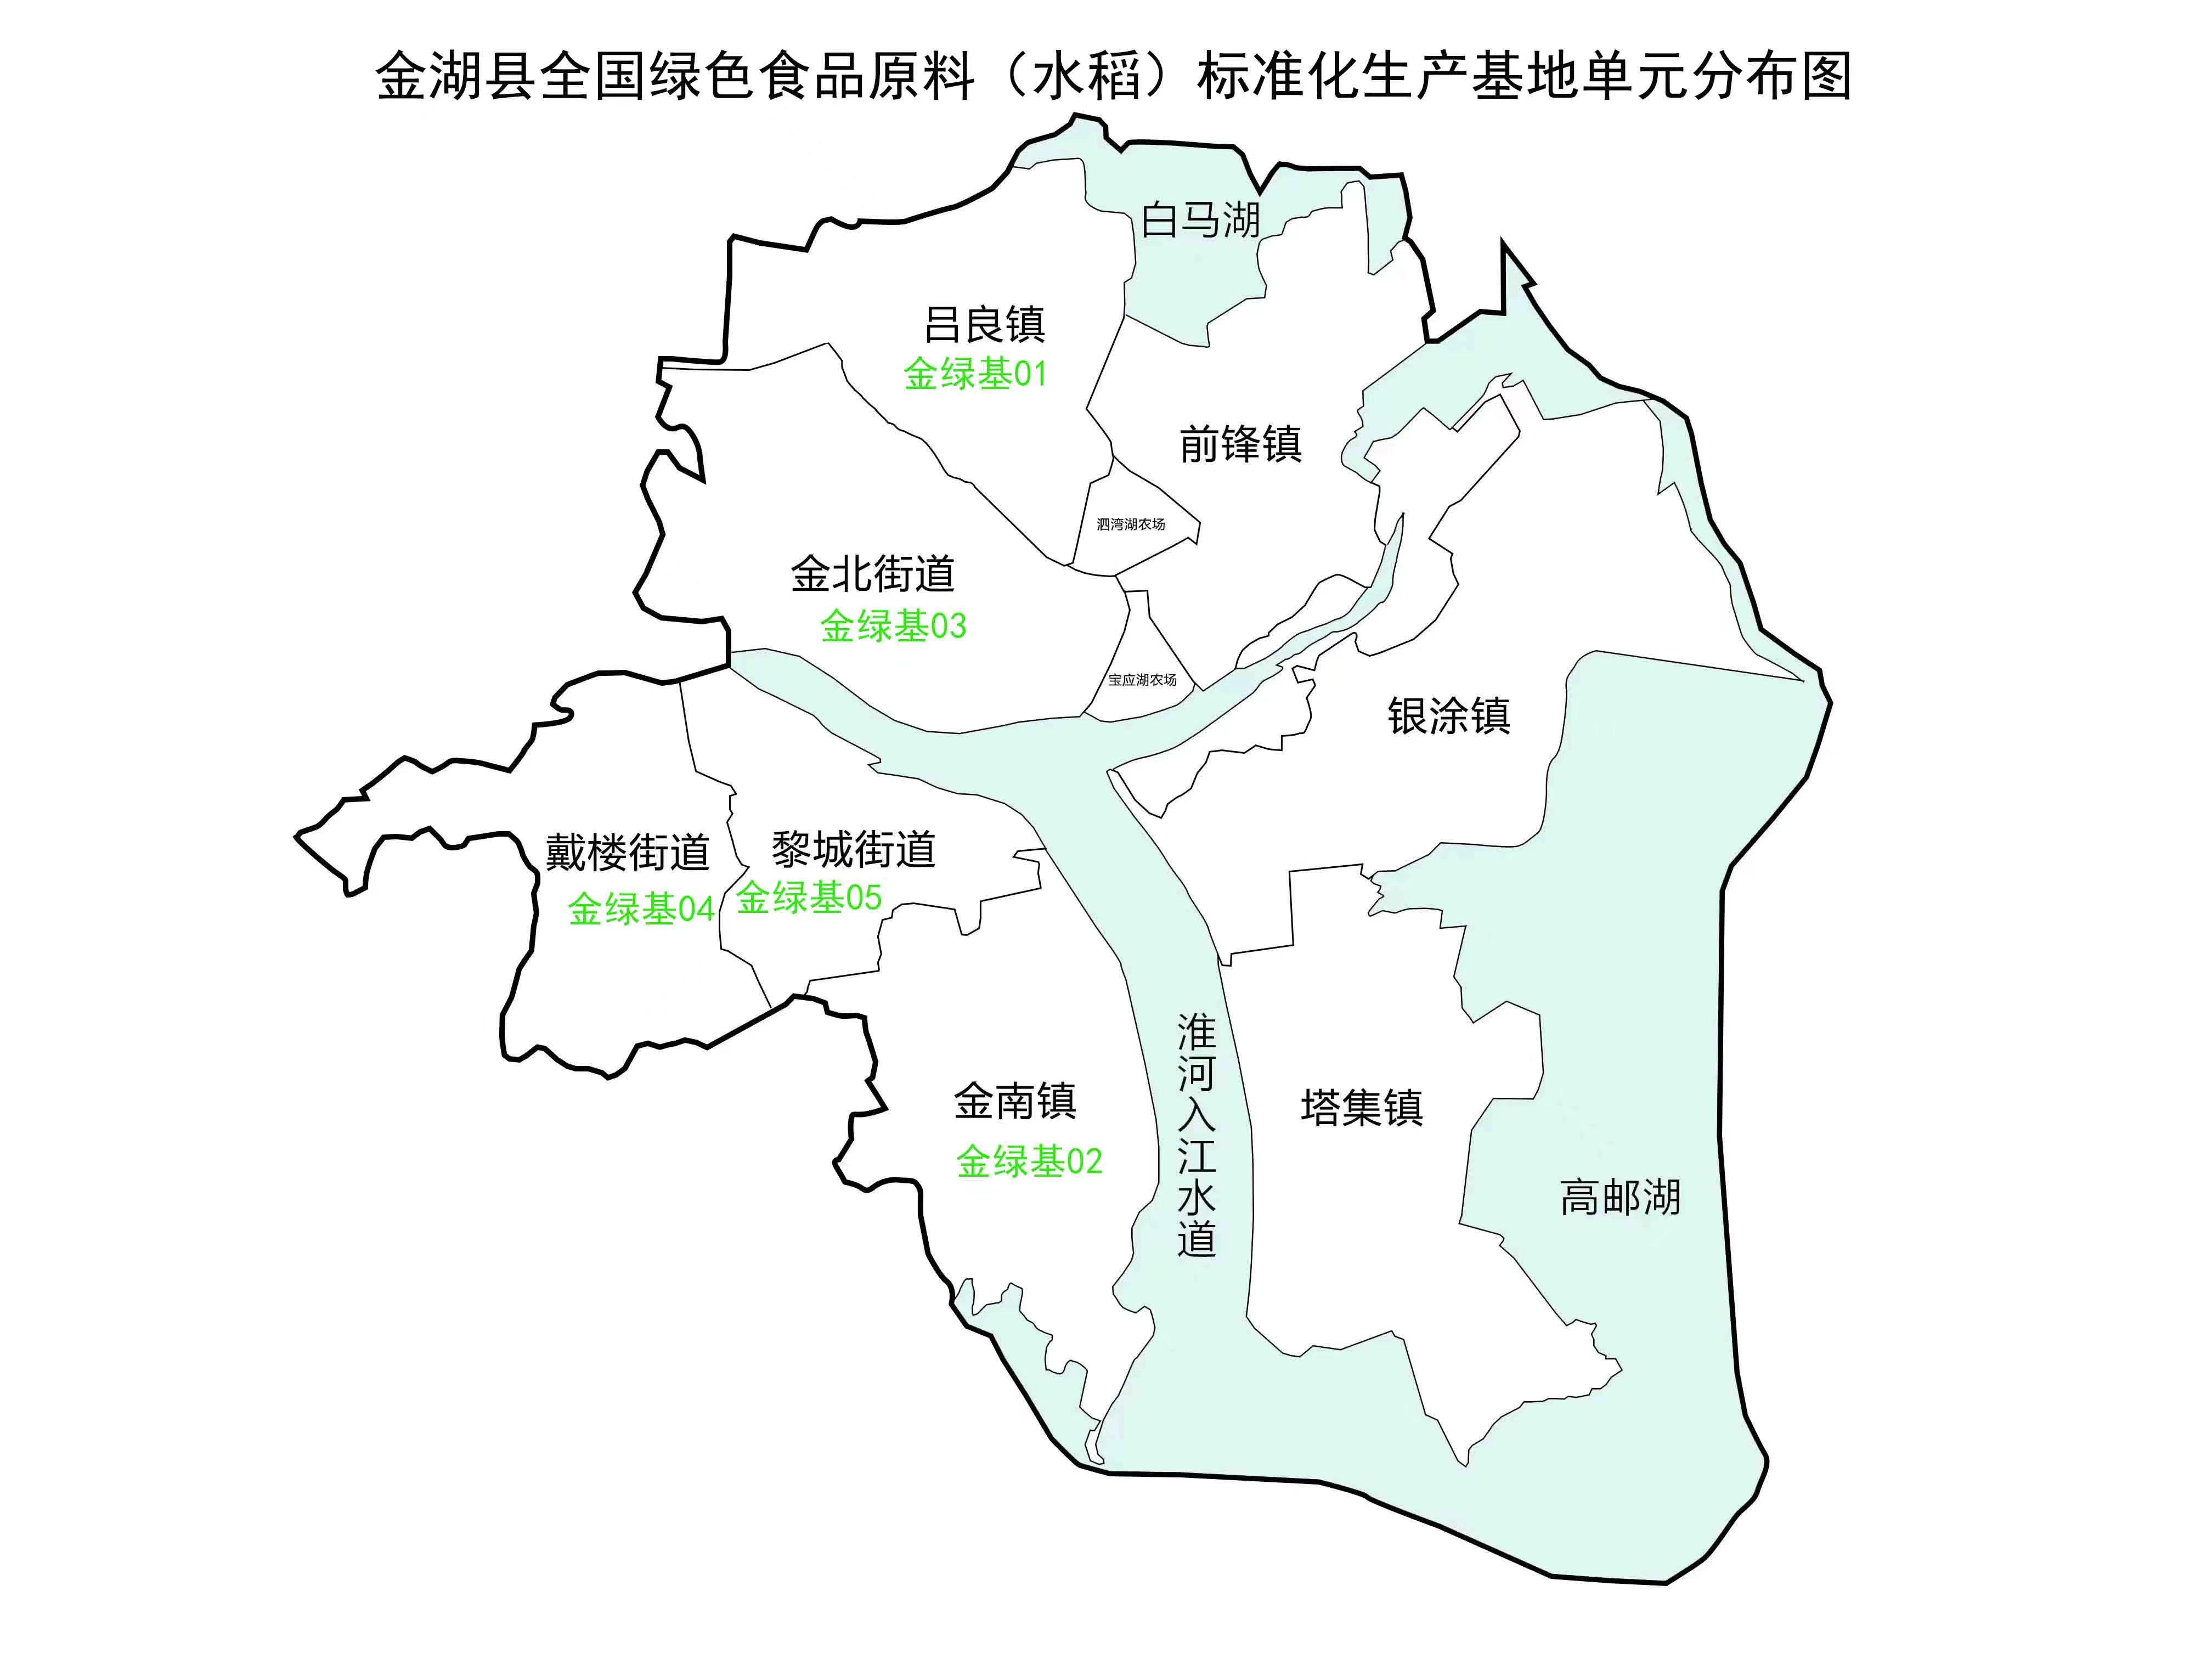 金湖县全国绿色食品原料（水稻）标准化生产基地单元分布图
白马湖
吕良镇
金绿基01
前锋镇
泗湾湖农场
金北街道
金绿基03
宝应湖农场
银涂镇
戴楼街道
金绿基04
黎城街道
金绿基05
淮河入江水道
金南镇
金绿基02
塔集镇
高邮湖